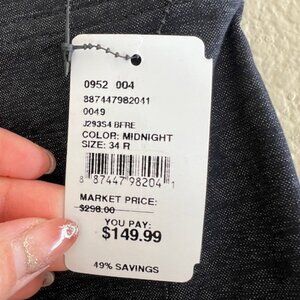 0952 004
887447982041
0049
J293S4 BFRE
COLOR: MIDNIGHT
SIZE: 34 R
8 87447 98204 1
MARKET PRICE:
$298.00
YOU PAY:
$149.99
49% SAVINGS